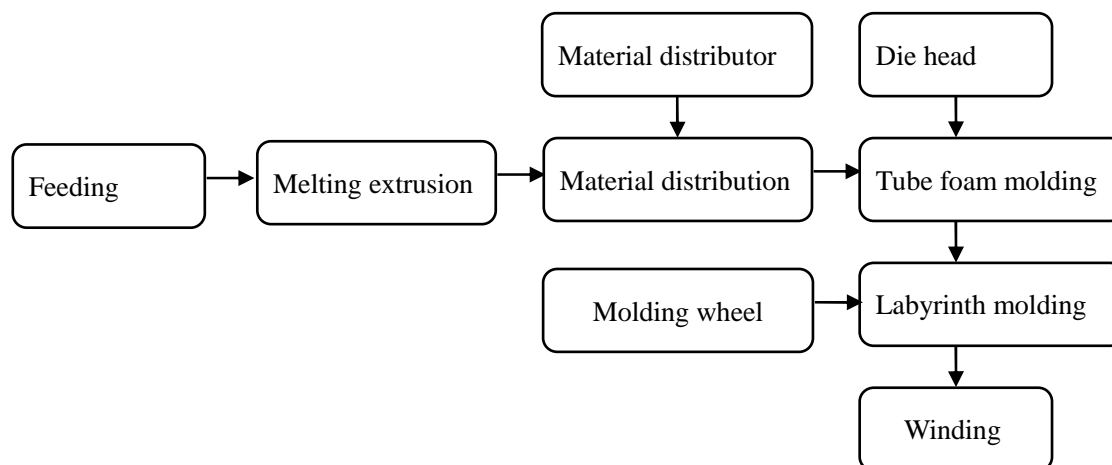 Material distributor
Die head
Feeding
Melting extrusion
Material distribution
Tube foam molding
Molding wheel
Labyrinth molding
Winding